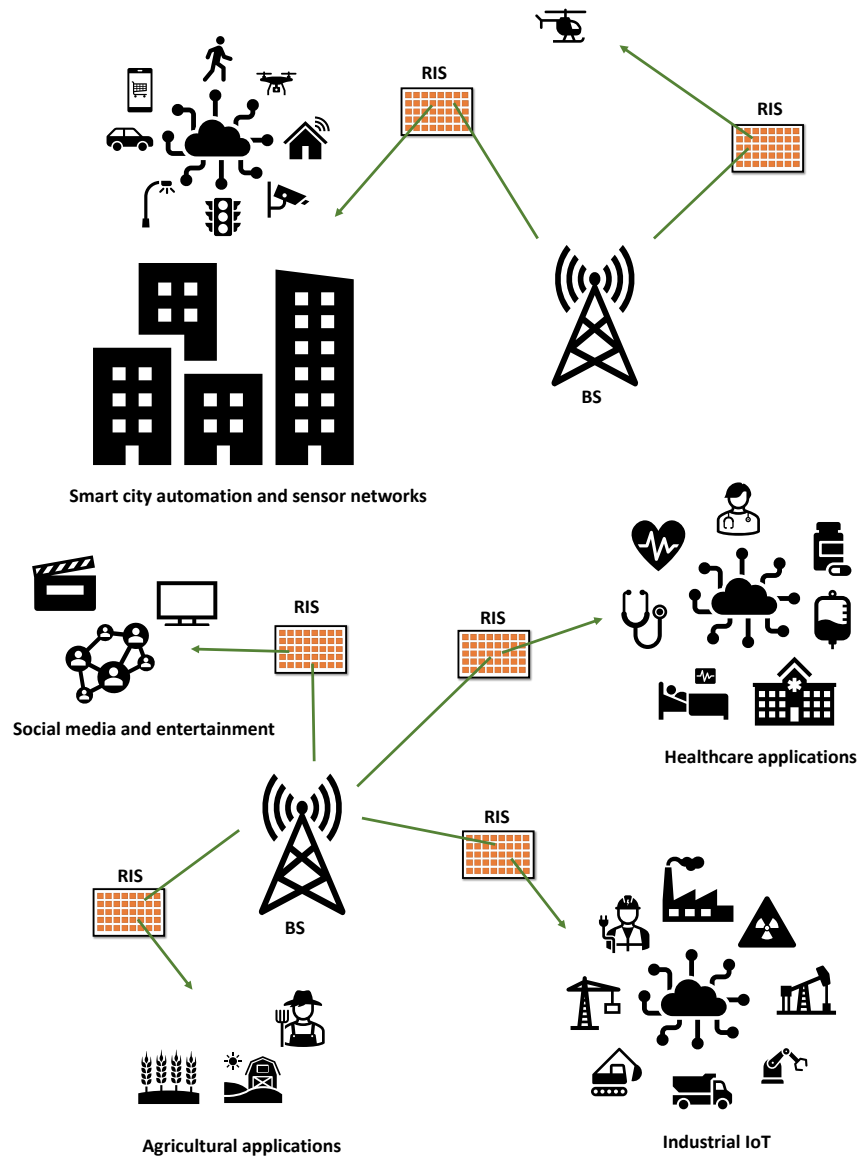 RIS
RIS
BS
Smart city automation and sensor networks
RIS
RIS
Social media and entertainment
Healthcare applications
RIS
RIS
BS
Agricultural applications
Industrial IoT